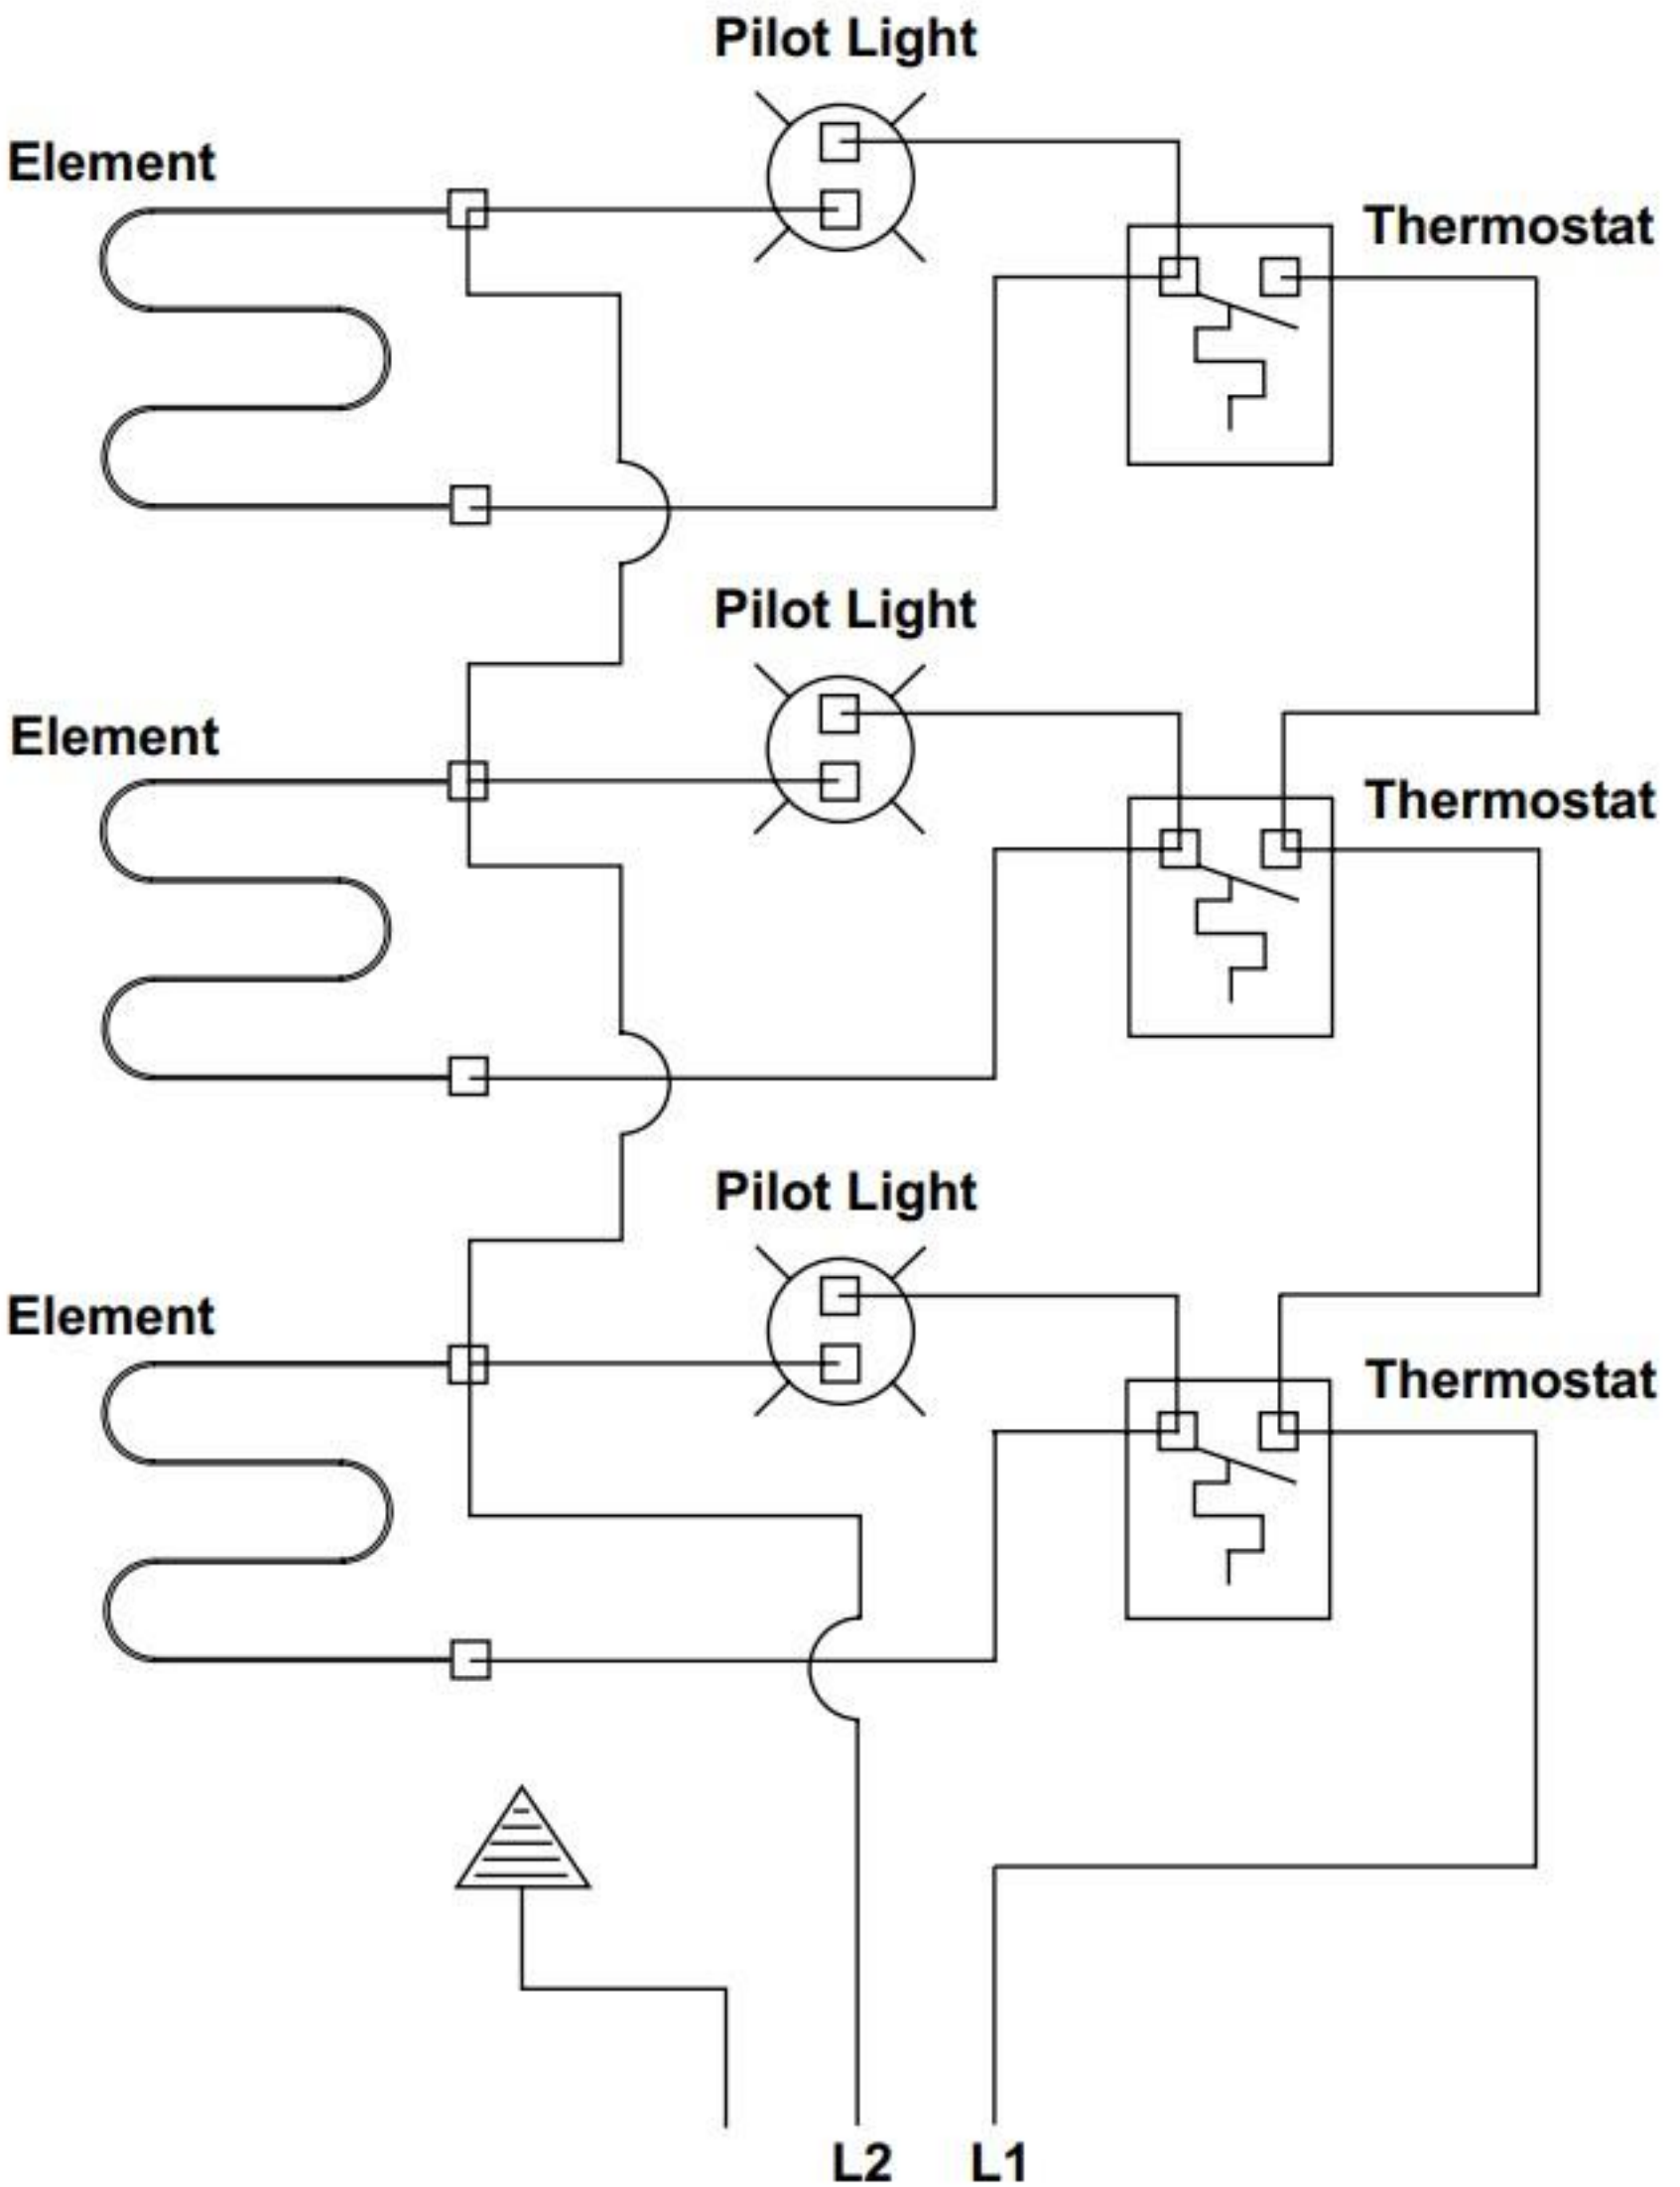 Pilot Light
Element
Thermostat
Pilot Light
Element
Thermostat
Pilot Light
Element
Thermostat
L2 L1